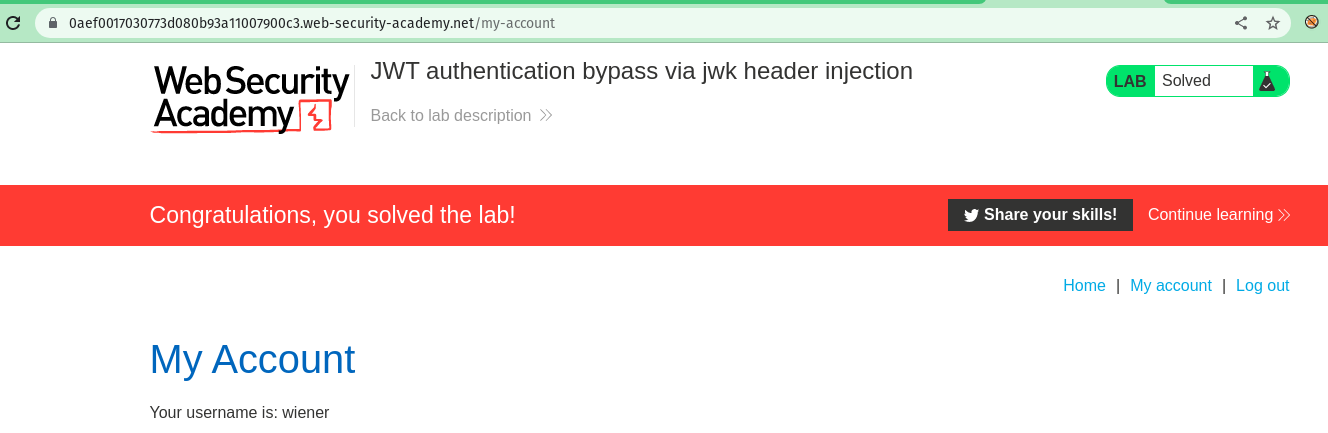 0aef0017030773d080b93a11007900c3.web-security-academy.net/my-account
Web Security
Academy
JWT authentication bypass via jwk header injection
Back to lab description
LAB Solved
Congratulations, you solved the lab!
Share your skills!
Continue learning
Home | My account | Log out
My Account
Your username is: wiener